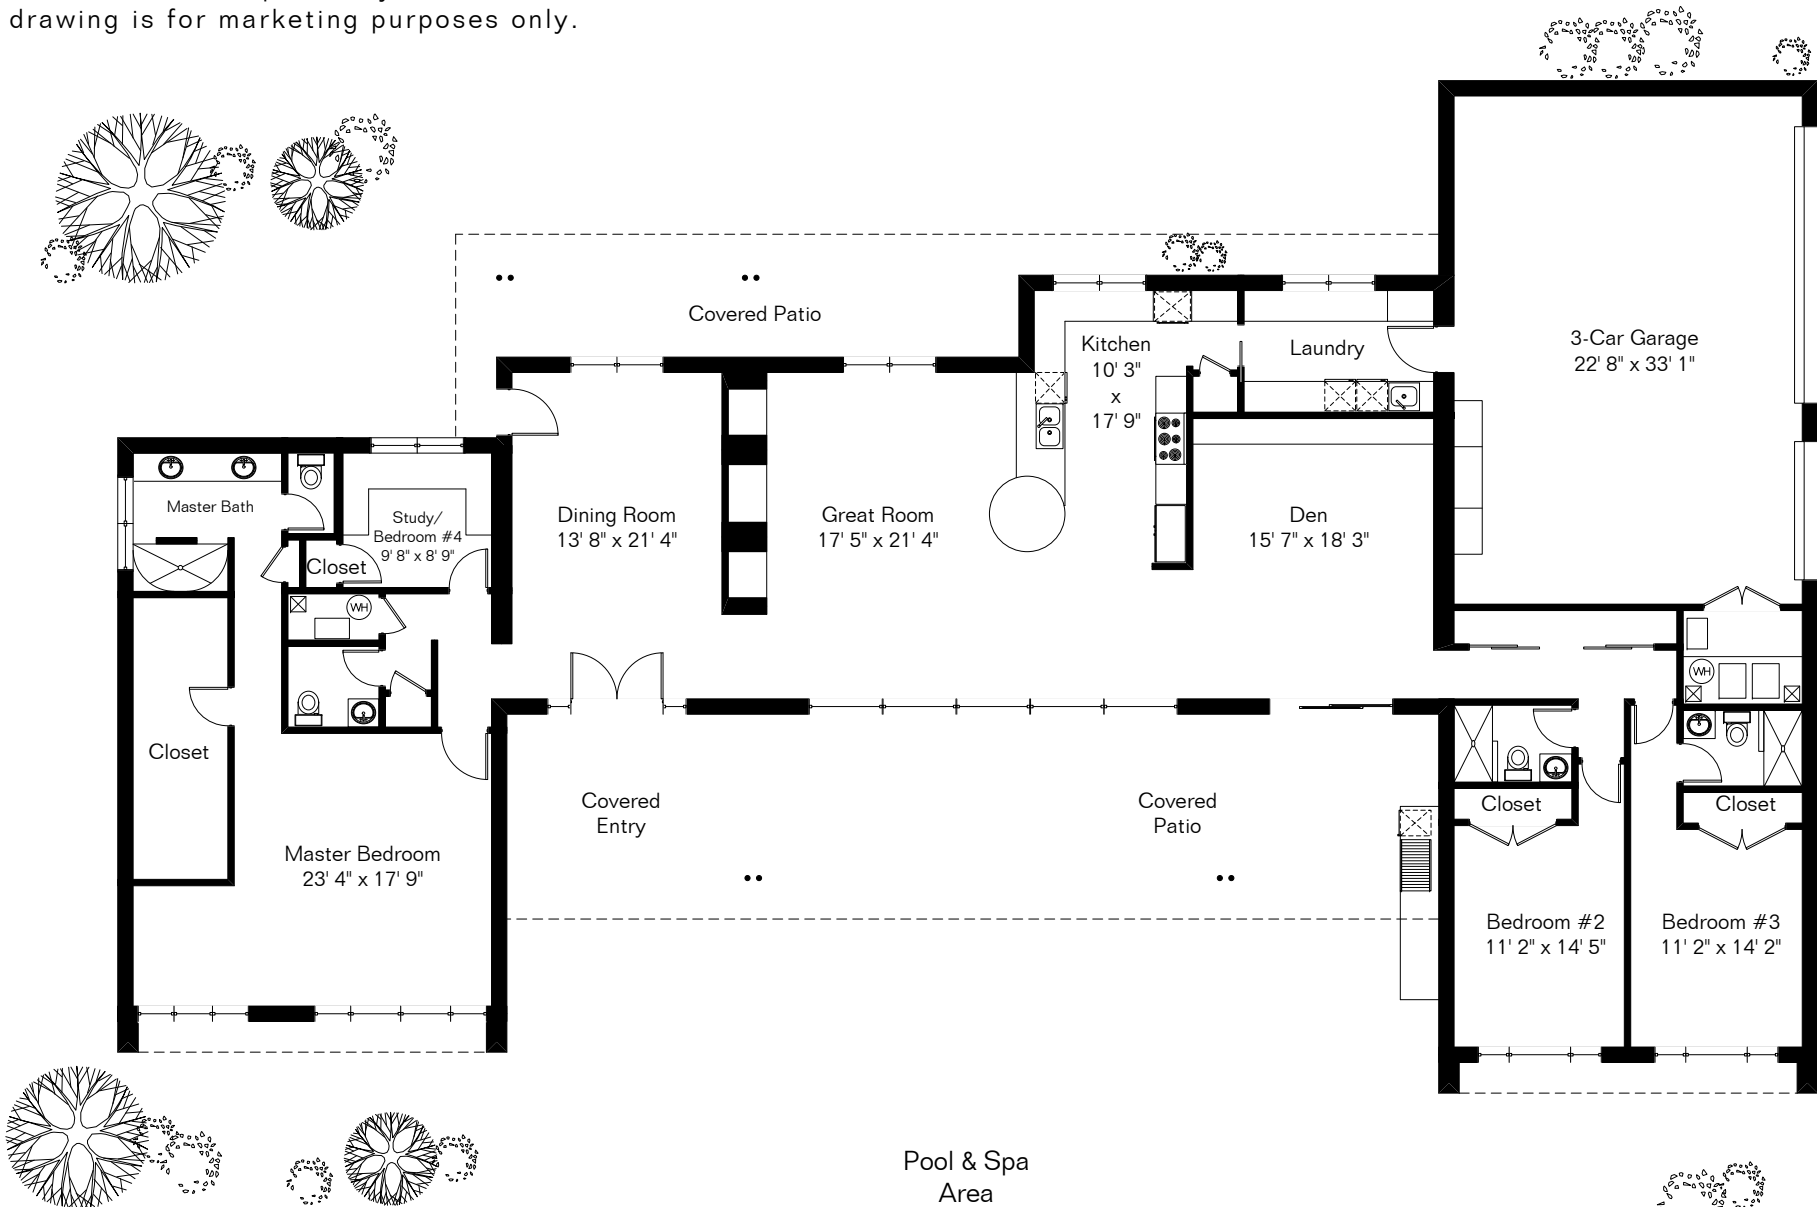 drawing is for marketing purposes only.
Covered Patio
Kitchen
10' 3"
x
17' 9"
Laundry
3-Car Garage
22' 8" x 33' 1"
Master Bath
Study/
Bedroom #4
9' 8" x 8' 9"
Closet
WH
Dining Room
13' 8" x 21' 4"
Great Room
17' 5" x 21' 4"
Den
15' 7" x 18' 3"
WH
Closet
Covered
Entry
Covered
Patio
Closet
Closet
Master Bedroom
23' 4" x 17' 9"
Bedroom #2
11' 2" x 14' 5"
Bedroom #3
11' 2" x 14' 2"
Pool & Spa
Area